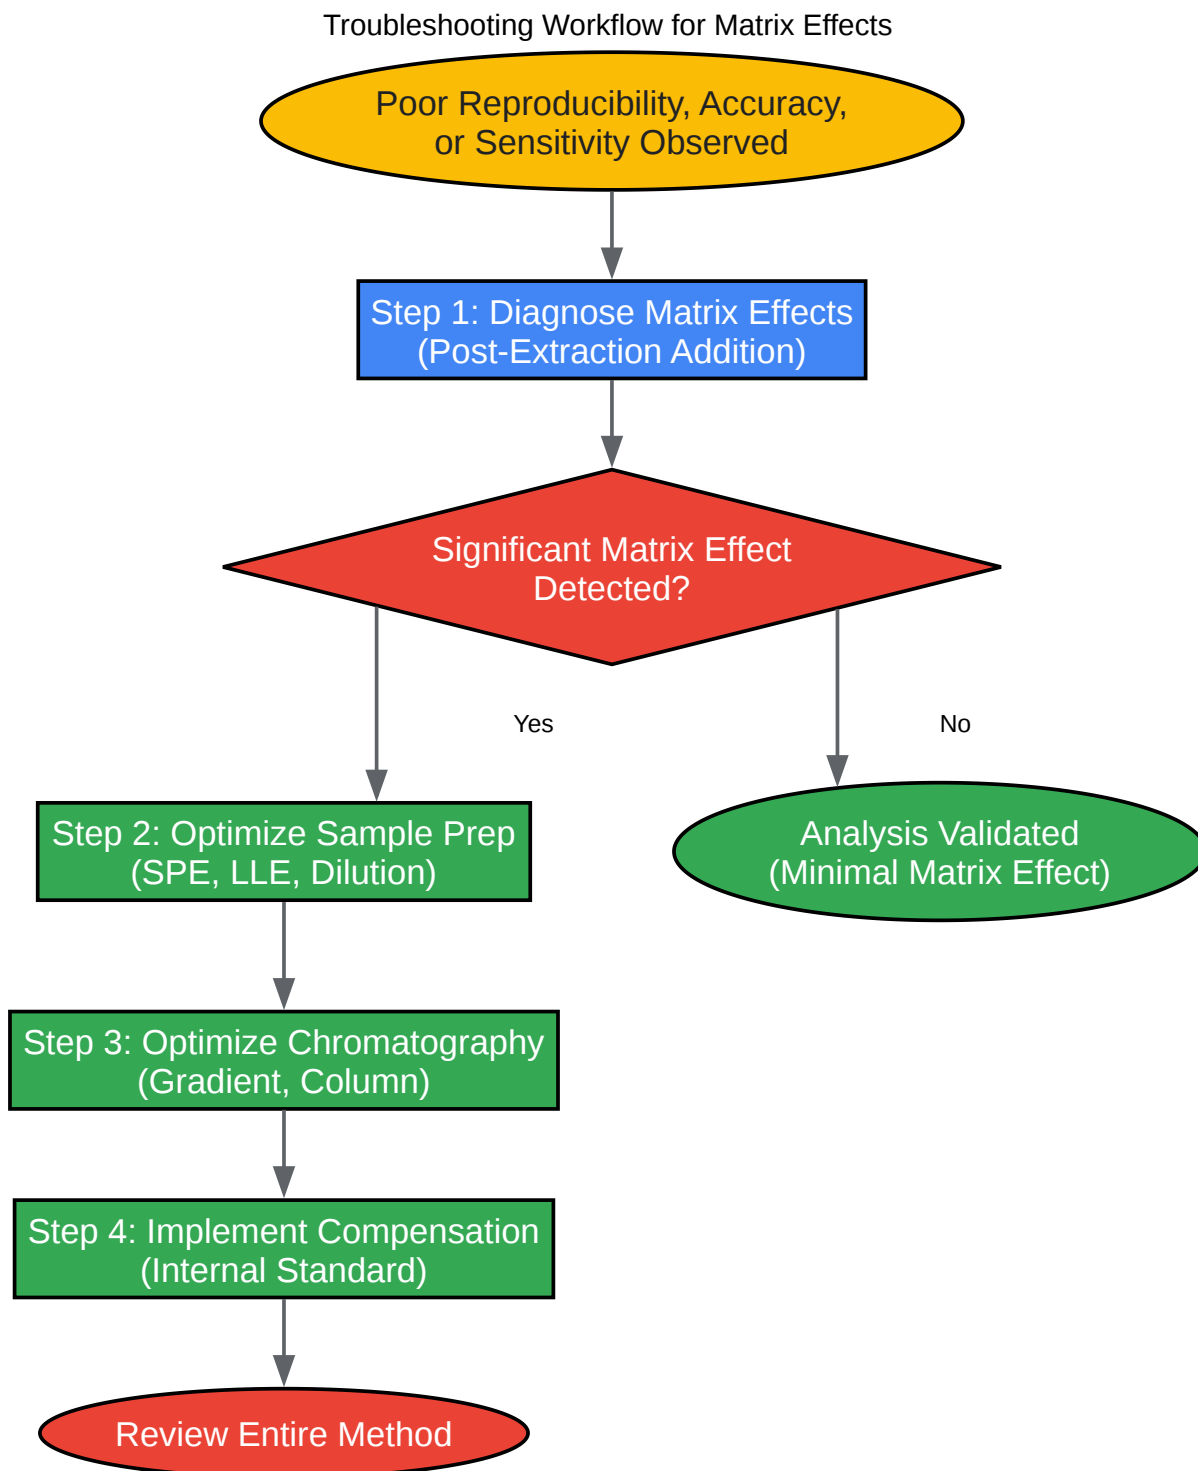 Troubleshooting Workflow for Matrix Effects
Poor Reproducibility, Accuracy,
or Sensitivity Observed
Step 1: Diagnose Matrix Effects
(Post-Extraction Addition)
Significant Matrix Effect
Detected?
Yes
No
Step 2: Optimize Sample Prep
(SPE, LLE, Dilution)
Analysis Validated
(Minimal Matrix Effect)
Step 3: Optimize Chromatography
(Gradient, Column)
Step 4: Implement Compensation
(Internal Standard)
Review Entire Method